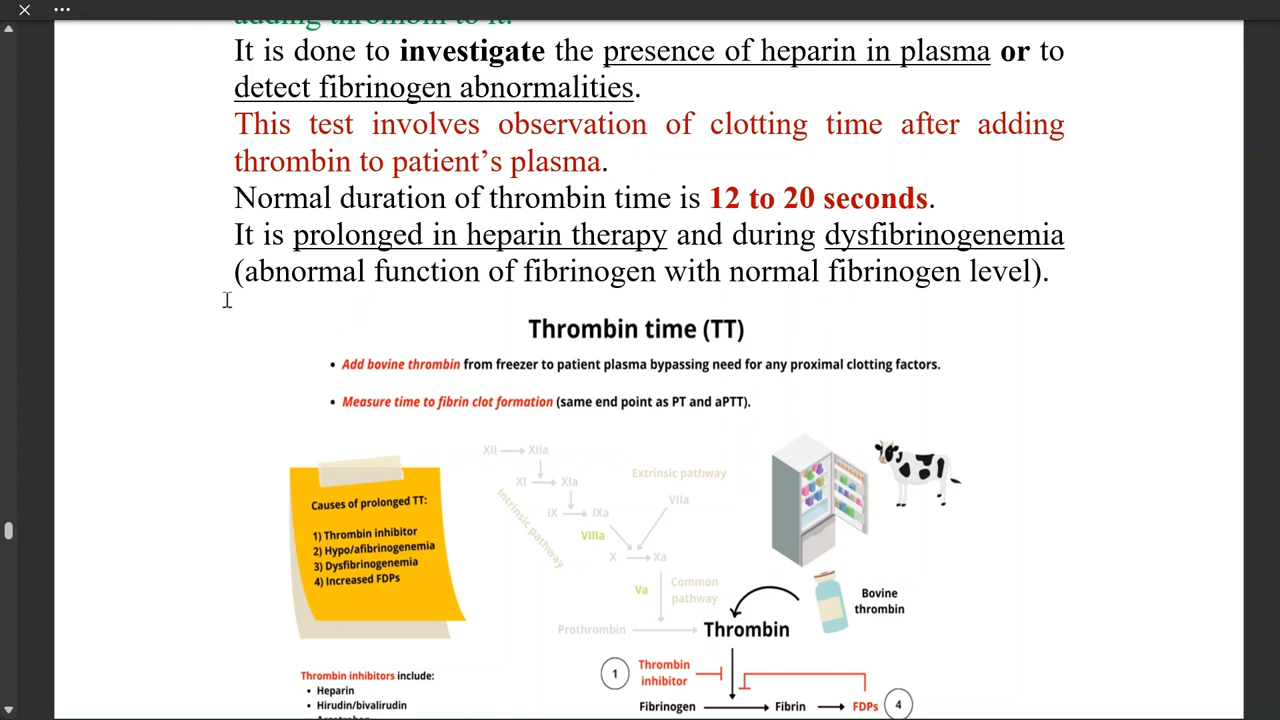 adding thrombin to it.
It is done to investigate the presence of heparin in plasma or to
detect fibrinogen abnormalities.
This test involves observation of clotting time after adding
thrombin to patient's plasma.
Normal duration of thrombin time is 12 to 20 seconds.
It is prolonged in heparin therapy and during dysfibrinogenemia
(abnormal function of fibrinogen with normal fibrinogen level).
Thrombin time (TT)
• Add bovine thrombin from freezer to patient plasma bypassing need for any proximal clotting factors.
• Measure time to fibrin clot formation (same end point as PT and aPTT).
Causes of prolonged TT:
1) Thrombin inhibitor
2) Hypo/afibrinogenemia
3) Dysfibrinogenemia
4) Increased FDPs
XII XIIa
XI XIa
IX IXa
Intrinsic pathway
Extrinsic pathway
VIIa
VIIIa
X Xa
Va
Common
pathway
Prothrombin
Thrombin
Bovine
thrombin
Thrombin inhibitors include:
• Heparin
• Hirudin/bivalirudin
1
Thrombin
inhibitor
Fibrinogen Fibrin FDPs 4